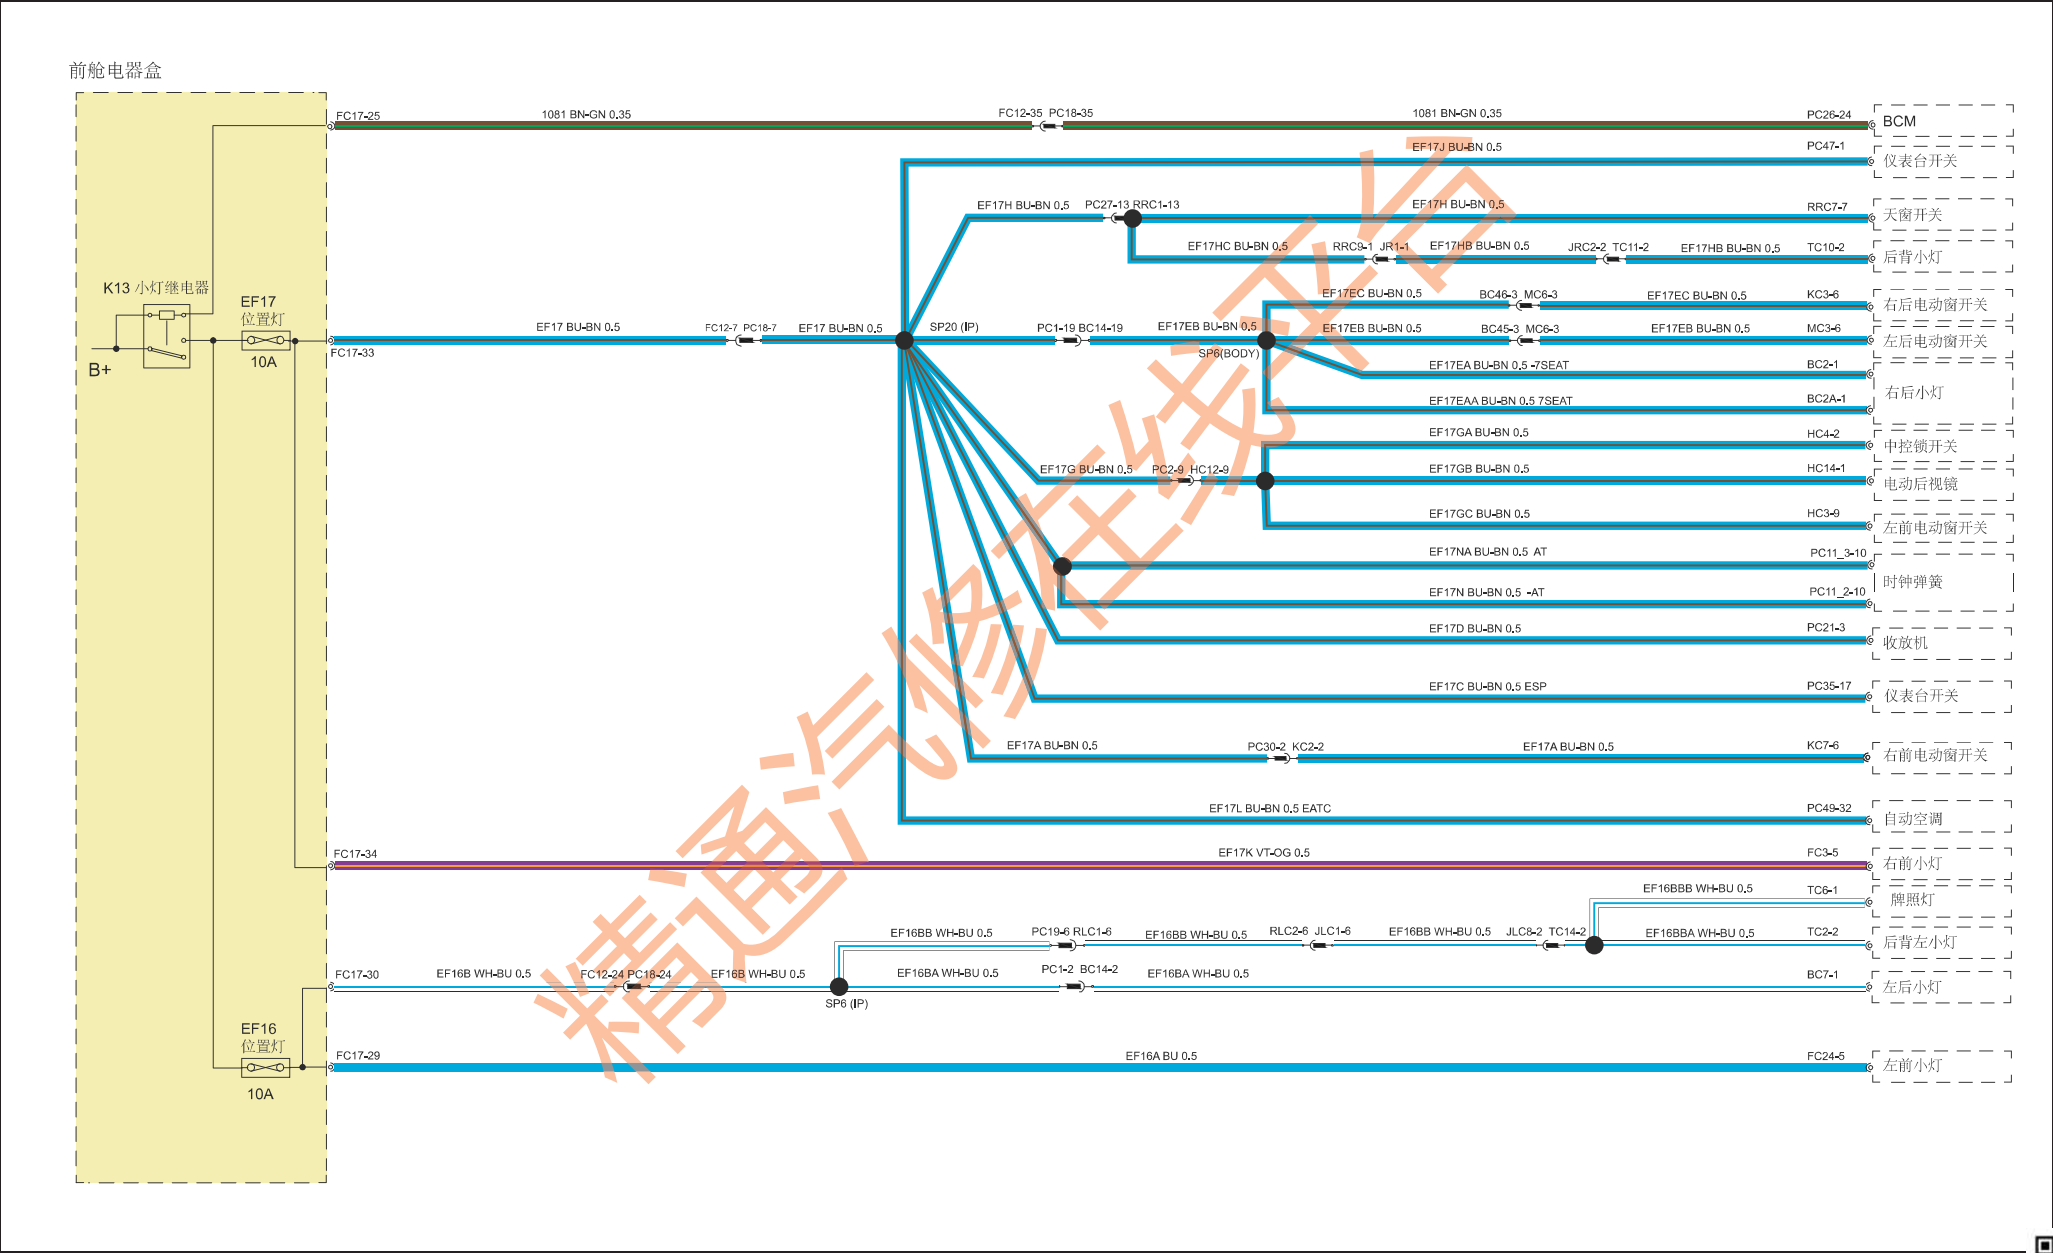 前舱电器盒
FC17-25
1081 BN-GN 0.35
FC12-35 PC18-35
1081 BN-GN 0.35
PC26-24
BCM
EF17J BU-BN 0.5
PC47-1
仪表台开关
EF17H BU-BN 0.5
PC27-13 RRC1-13
EF17H BU-BN 0.5
RRC7-7
天窗开关
EF17HC BU-BN 0.5
RRC9-1 JR1-1
EF17HB BU-BN 0.5
JRC2-2 TC11-2
EF17HB BU-BN 0.5
TC10-2
后背小灯
K13 小灯继电器
EF17
位置灯
10A
B+
EF17EC BU-BN 0.5
BC46-3 MC6-3
EF17EC BU-BN 0.5
KC3-6
右后电动窗开关
FC17-33
EF17 BU-BN 0.5
FC12-7 PC18-7
EF17 BU-BN 0.5
SP20 (IP)
PC1-19 BC14-19
EF17EB BU-BN 0.5
SP6(BODY)
EF17EB BU-BN 0.5
BC45-3 MC6-3
EF17EB BU-BN 0.5
MC3-6
左后电动窗开关
EF17EA BU-BN 0.5 -7SEAT
BC2-1
右后小灯
EF17EAA BU-BN 0.5 7SEAT
BC2A-1
EF17GA BU-BN 0.5
HC4-2
中控锁开关
EF17G BU-BN 0.5
PC2-9 HC12-9
EF17GB BU-BN 0.5
HC14-1
电动后视镜
EF17GC BU-BN 0.5
HC3-9
左前电动窗开关
EF17NA BU-BN 0.5 AT
PC11_3-10
时钟弹簧
EF17N BU-BN 0.5 -AT
PC11_2-10
EF17D BU-BN 0.5
PC21-3
收放机
EF17C BU-BN 0.5 ESP
PC35-17
仪表台开关
EF17A BU-BN 0.5
PC30-2 KC2-2
EF17A BU-BN 0.5
KC7-6
右前电动窗开关
EF17L BU-BN 0.5 EATC
PC49-32
自动空调
FC17-34
EF17K VT-OG 0.5
FC3-5
右前小灯
EF16BBB WH-BU 0.5
TC6-1
牌照灯
EF16BB WH-BU 0.5
PC19-6 RLC1-6
EF16BB WH-BU 0.5
RLC2-6 JLC1-6
EF16BB WH-BU 0.5
JLC8-2 TC14-2
EF16BBA WH-BU 0.5
TC2-2
后背左小灯
FC17-30
EF16B WH-BU 0.5
FC12-24 PC18-24
EF16B WH-BU 0.5
SP6 (IP)
EF16BA WH-BU 0.5
PC1-2 BC14-2
EF16BA WH-BU 0.5
BC7-1
左后小灯
EF16
位置灯
10A
FC17-29
EF16A BU 0.5
FC24-5
左前小灯
精通汽修在线平台